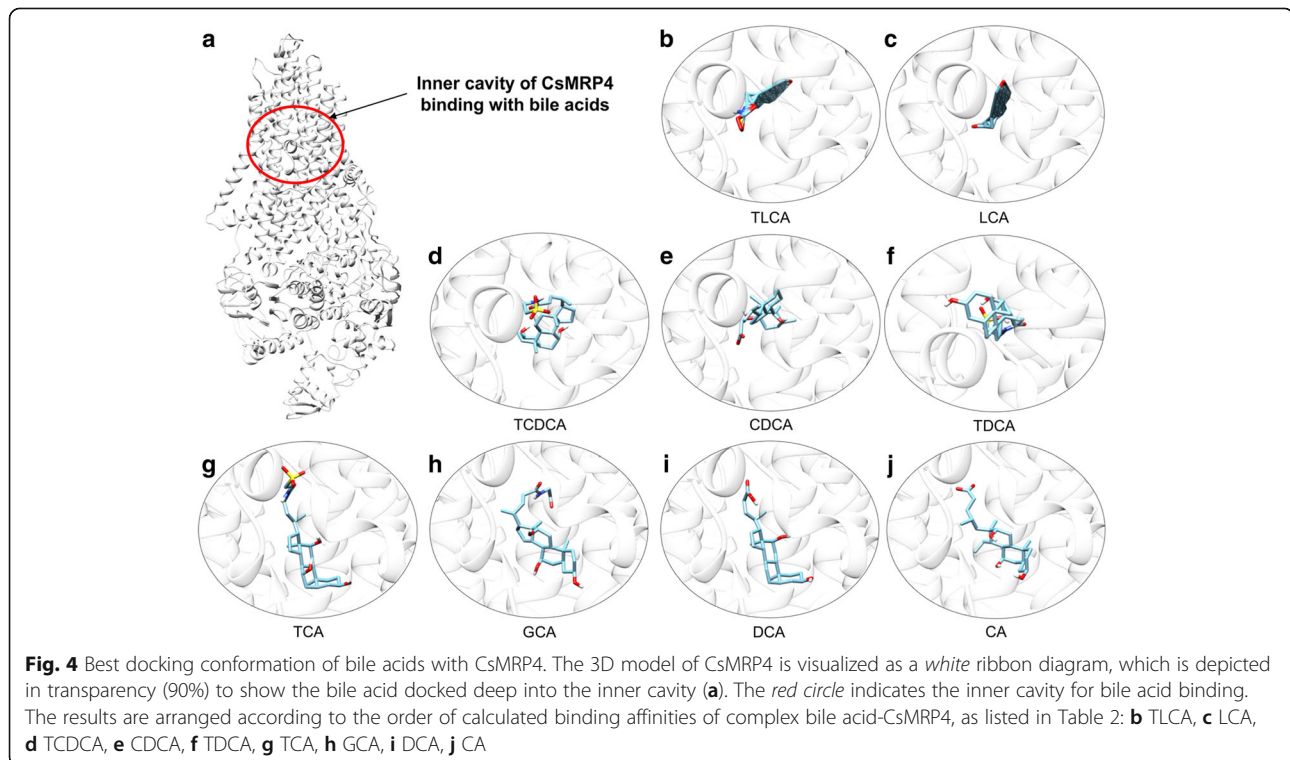 a
Inner cavity of CsMRP4
binding with bile acids
b
TLCA
c
LCA
d
TCDCA
e
CDCA
f
TDCA
g
TCA
h
GCA
i
DCA
j
CA
Fig. 4 Best docking conformation of bile acids with CsMRP4. The 3D model of CsMRP4 is visualized as a white ribbon diagram, which is depicted
in transparency (90%) to show the bile acid docked deep into the inner cavity (a). The red circle indicates the inner cavity for bile acid binding.
The results are arranged according to the order of calculated binding affinities of complex bile acid-CsMRP4, as listed in Table 2: b TLCA, c LCA,
d TCDCA, e CDCA, f TDCA, g TCA, h GCA, i DCA, j CA